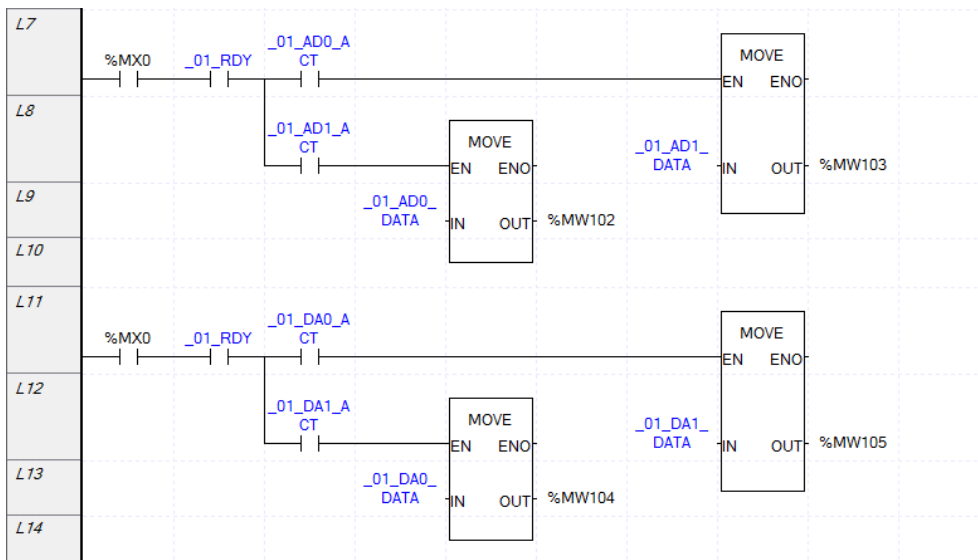 L7
%MX0
_01_RDY
_01_AD0_A
CT
MOVE
EN ENO
L8
_01_AD1_A
CT
MOVE
EN ENO
_01_AD1_
DATA
IN OUT
%MW103
L9
_01_AD0_
DATA
IN OUT
%MW102
L10
L11
%MX0
_01_RDY
_01_DA0_A
CT
MOVE
EN ENO
L12
_01_DA1_A
CT
MOVE
EN ENO
_01_DA1_
DATA
IN OUT
%MW105
L13
_01_DA0_
DATA
IN OUT
%MW104
L14